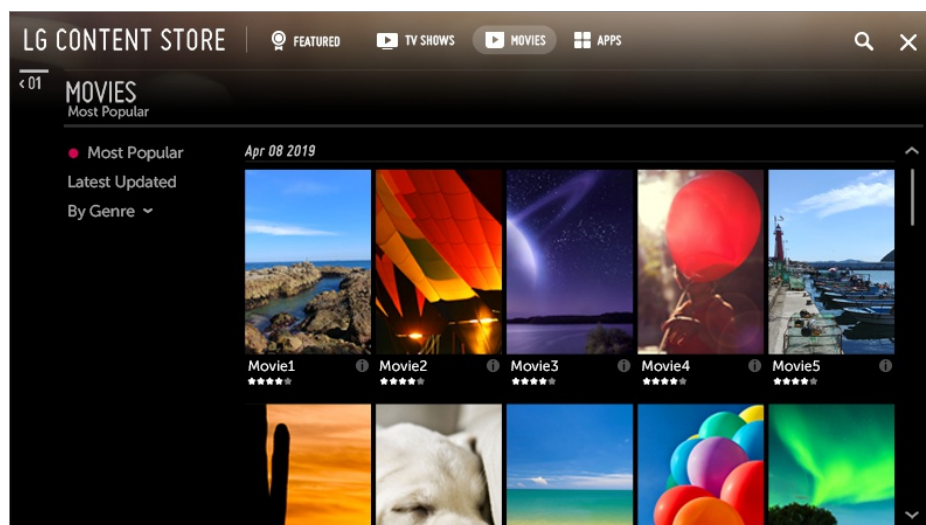 LG CONTENT STORE FEATURED TV SHOWS MOVIES APPS
<01
MOVIES
Most Popular
Most Popular
Latest Updated
By Genre
Apr 08 2019
Movie1 Movie2 Movie3 Movie4 Movie5